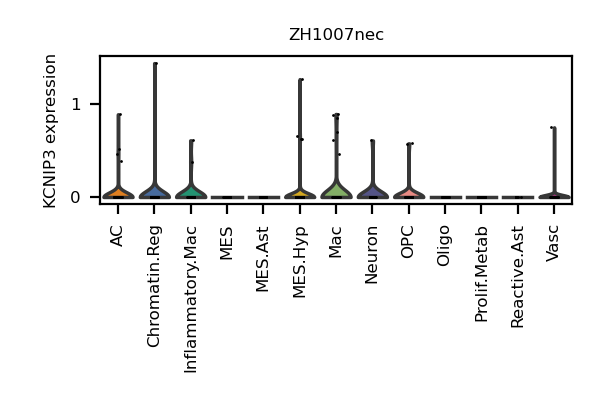 ZH1007nec
KCNIP3 expression
1
0
AC
Chromatin.Reg
Inflammatory.Mac
MES
MES.Ast
MES.Hyp
Mac
Neuron
OPC
Oligo
Prolif.Metab
Reactive.Ast
Vasc